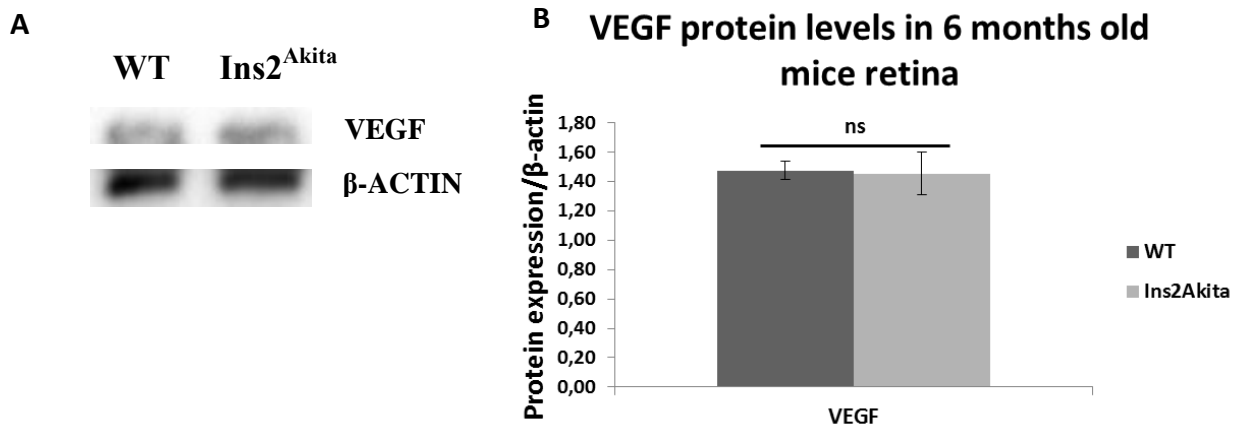 A
WT Ins2^Akita
VEGF
β-ACTIN
B
VEGF protein levels in 6 months old
mice retina
Protein expression/β-actin
1,80
1,60
1,40
1,20
1,00
0,80
0,60
0,40
0,20
0,00
ns
VEGF
WT
Ins2Akita